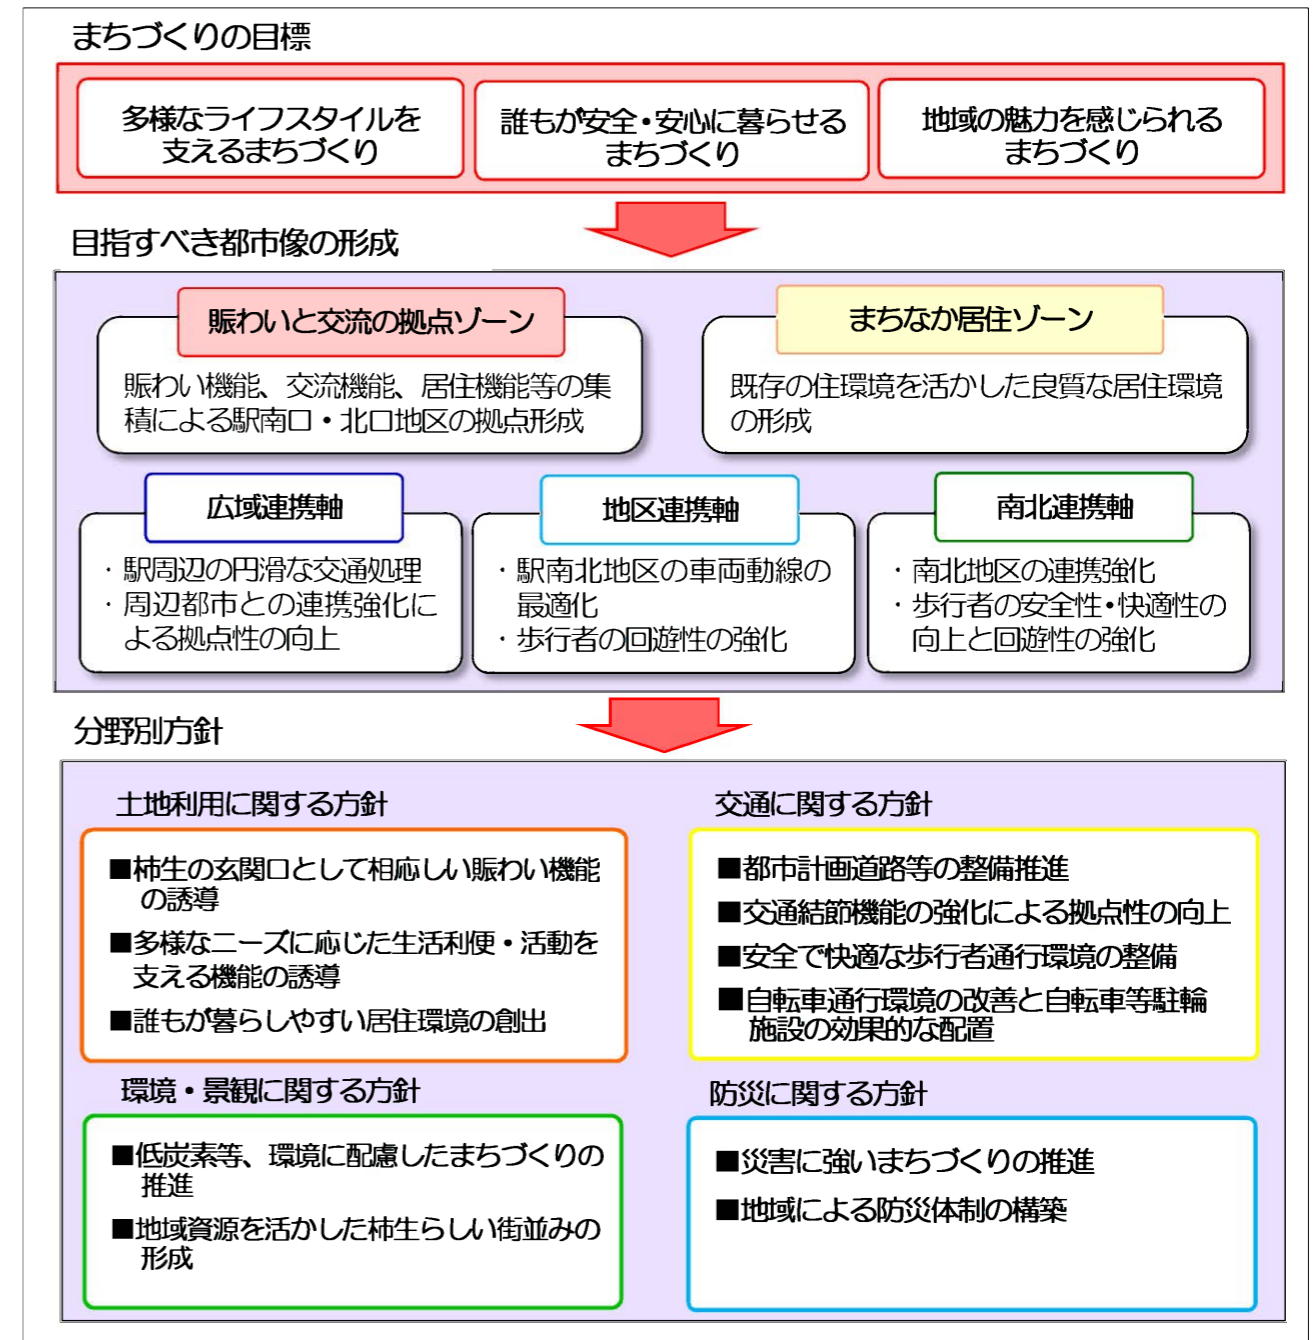 まちづくりの目標
多様なライフスタイルを
支えるまちづくり
誰もが安全・安心に暮らせる
まちづくり
地域の魅力を感じられる
まちづくり
目指すべき都市像の形成
賑わいと交流の拠点ゾーン
賑わい機能、交流機能、居住機能等の集
積による駅南口・北口地区の拠点形成
まちなか居住ゾーン
既存の住環境を活かした良質な居住環境
の形成
広域連携軸
・駅周辺の円滑な交通処理
・周辺都市との連携強化に
よる拠点性の向上
地区連携軸
・駅南北地区の車両動線の
最適化
・歩行者の回遊性の強化
南北連携軸
・南北地区の連携強化
・歩行者の安全性・快適性の
向上と回遊性の強化
分野別方針
土地利用に関する方針
■柿生の玄関口として相応しい賑わい機能
の誘導
■多様なニーズに応じた生活利便・活動を
支える機能の誘導
■誰もが暮らしやすい居住環境の創出
交通に関する方針
■都市計画道路等の整備推進
■交通結節機能の強化による拠点性の向上
■安全で快適な歩行者通行環境の整備
■自転車通行環境の改善と自転車等駐輪
施設の効果的な配置
環境・景観に関する方針
■低炭素等、環境に配慮したまちづくりの
推進
■地域資源を活かした柿生らしい街並みの
形成
防災に関する方針
■災害に強いまちづくりの推進
■地域による防災体制の構築